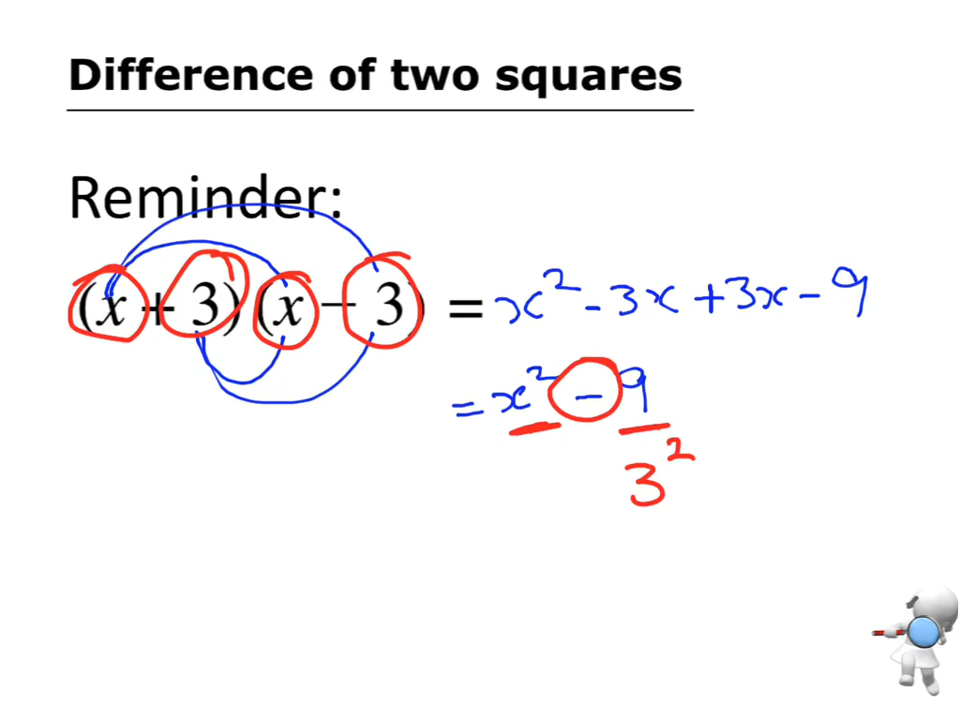 Difference of two squares
Reminder:
(x + 3)(x − 3) = x² - 3x + 3x - 9
= x² - 9
3²